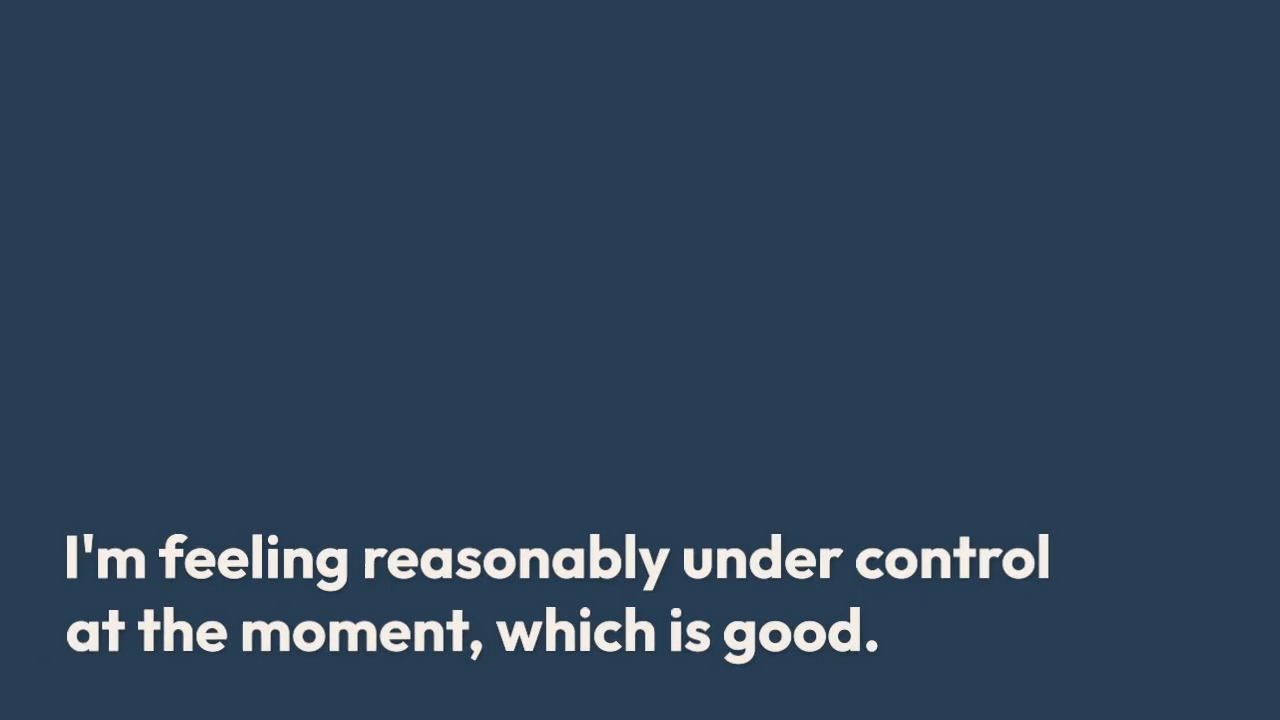 I'm feeling reasonably under control
at the moment, which is good.